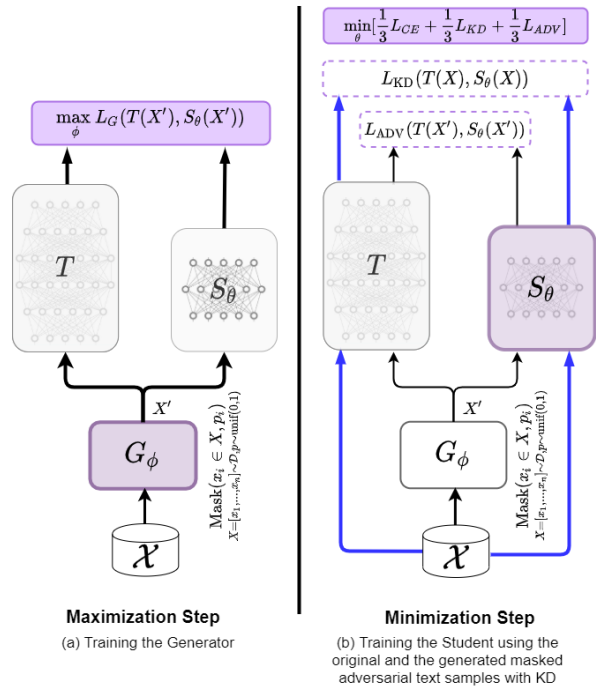 max_ϕ L_G(T(X′), S_θ(X′))
T
S_θ
X′
G_ϕ
Mask(x_i ∈ X, p_i)
X=[x_1,...,x_n]∼D,p∼unif(0,1)
𝒳
Maximization Step
(a) Training the Generator
min_θ[1/3 L_CE + 1/3 L_KD + 1/3 L_ADV]
L_KD(T(X), S_θ(X))
L_ADV(T(X′), S_θ(X′))
T
S_θ
X′
G_ϕ
Mask(x_i ∈ X, p_i)
X=[x_1,...,x_n]∼D,p∼unif(0,1)
𝒳
Minimization Step
(b) Training the Student using the
original and the generated masked
adversarial text samples with KD